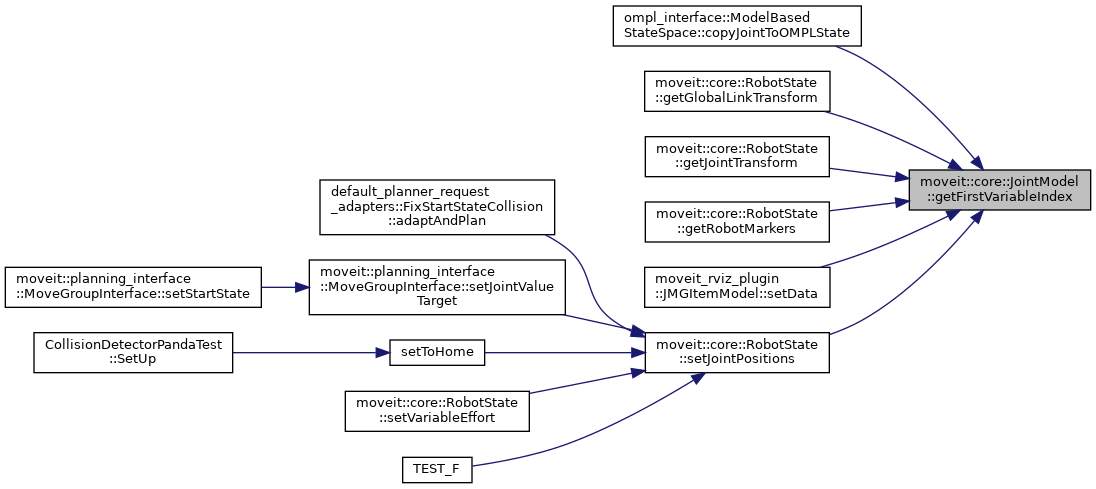 ompl_interface::ModelBased
StateSpace::copyJointToOMPLState
moveit::core::RobotState
::getGlobalLinkTransform
moveit::core::RobotState
::getJointTransform
moveit::core::JointModel
::getFirstVariableIndex
default_planner_request
_adapters::FixStartStateCollision
::adaptAndPlan
moveit::core::RobotState
::getRobotMarkers
moveit::planning_interface
::MoveGroupInterface::setStartState
moveit::planning_interface
::MoveGroupInterface::setJointValue
Target
moveit_rviz_plugin
::JMGItemModel::setData
CollisionDetectorPandaTest
::SetUp
setToHome
moveit::core::RobotState
::setJointPositions
moveit::core::RobotState
::setVariableEffort
TEST_F